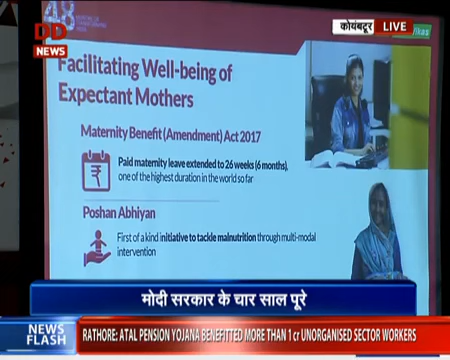 48
DD
NEWS
कोयंबटूर
LIVE
Vikas
Facilitating Well-being of
Expectant Mothers
Maternity Benefit (Amendment) Act 2017
Paid maternity leave extended to 26 weeks (6 months),
one of the highest duration in the world so far
₹
Poshan Abhiyan
First of a kind initiative to tackle malnutrition through multi-modal
intervention
मोदी सरकार के चार साल पूरे
NEWS
FLASH
RATHORE: ATAL PENSION YOJANA BENEFITTED MORE THAN 1 cr UNORGANISED SECTOR WORKERS